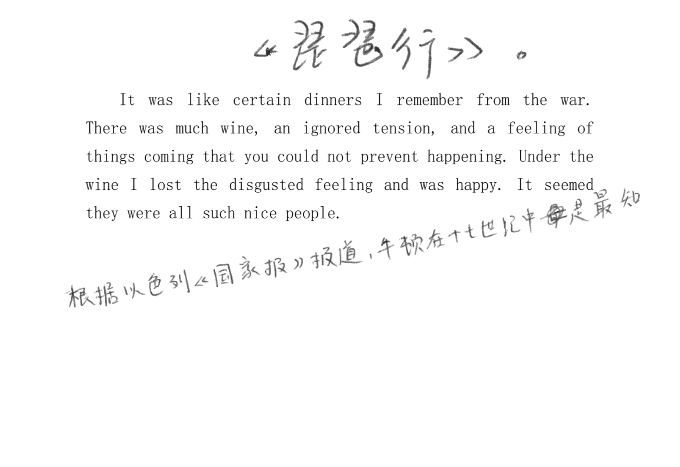 《琵琶行》。
It was like certain dinners I remember from the war.
There was much wine, an ignored tension, and a feeling of
things coming that you could not prevent happening. Under the
wine I lost the disgusted feeling and was happy. It seemed
they were all such nice people.
根据以色列《国家报》报道，牛顿在十七世纪中是最知